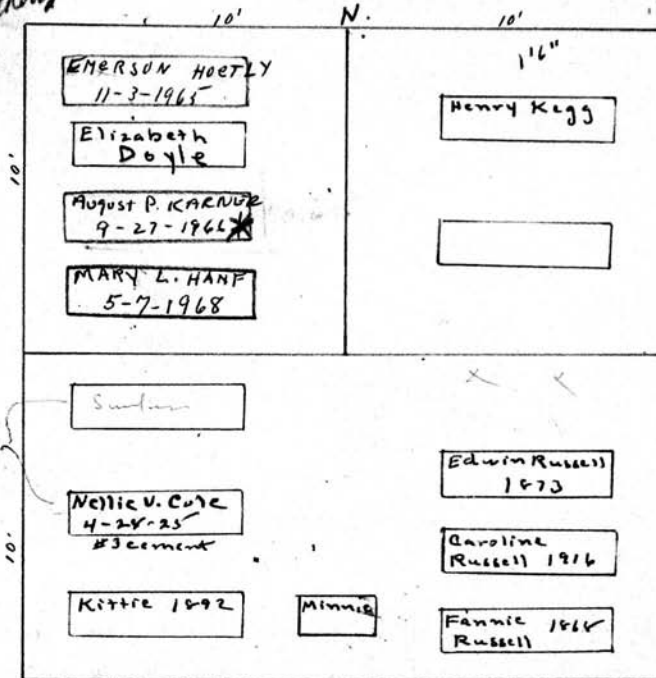 10' N. 10'
1'6"
10'
EMERSON HOETLY
11-3-1965
Elizabeth
Doyle
August P. KARNER
9-27-1966
MARY L. HANF
5-7-1968
Henry Kegg
10'
Nellie V. Cole
4-28-25
#3 cement
Kittie 1892
Minnie
Edwin Russell
1873
Caroline
Russell 1916
Fannie 1868
Russell